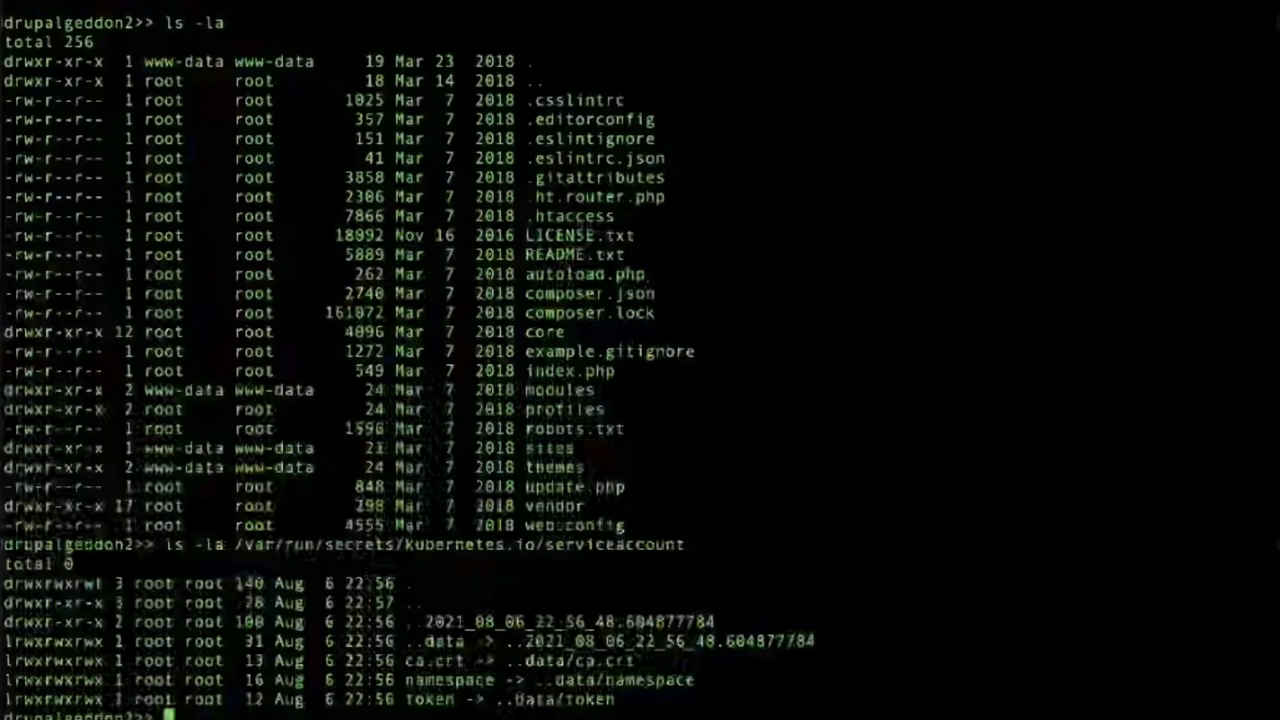 drupalgeddon2>> ls -la
total 256
drwxr-xr-x 1 www-data www-data 19 Mar 23 2018 .
drwxr-xr-x 1 root root 18 Mar 14 2018 ..
-rw-r--r-- 1 root root 1025 Mar 7 2018 .csslintrc
-rw-r--r-- 1 root root 357 Mar 7 2018 .editorconfig
-rw-r--r-- 1 root root 151 Mar 7 2018 .eslintignore
-rw-r--r-- 1 root root 41 Mar 7 2018 .eslintrc.json
-rw-r--r-- 1 root root 3858 Mar 7 2018 .gitattributes
-rw-r--r-- 1 root root 2306 Mar 7 2018 .ht.router.php
-rw-r--r-- 1 root root 7866 Mar 7 2018 .htaccess
-rw-r--r-- 1 root root 18092 Nov 16 2016 LICENSE.txt
-rw-r--r-- 1 root root 5889 Mar 7 2018 README.txt
-rw-r--r-- 1 root root 262 Mar 7 2018 autoload.php
-rw-r--r-- 1 root root 2740 Mar 7 2018 composer.json
-rw-r--r-- 1 root root 161072 Mar 7 2018 composer.lock
drwxr-xr-x 12 root root 4096 Mar 7 2018 core
-rw-r--r-- 1 root root 1272 Mar 7 2018 example.gitignore
-rw-r--r-- 1 root root 549 Mar 7 2018 index.php
drwxr-xr-x 2 www-data www-data 24 Mar 7 2018 modules
drwxr-xr-x 2 root root 24 Mar 7 2018 profiles
-rw-r--r-- 1 root root 1596 Mar 7 2018 robots.txt
drwxr-xr-x 1 www-data www-data 21 Mar 7 2018 sites
drwxr-xr-x 2 www-data www-data 24 Mar 7 2018 themes
-rw-r--r-- 1 root root 848 Mar 7 2018 update.php
drwxr-xr-x 17 root root 298 Mar 7 2018 vendor
-rw-r--r-- 1 root root 4555 Mar 7 2018 web.config
drupalgeddon2>> ls -la /var/run/secrets/kubernetes.io/serviceaccount
total 0
drwxrwxrwt 3 root root 140 Aug 6 22:56 .
drwxr-xr-x 3 root root 28 Aug 6 22:57 ..
drwxr-xr-x 2 root root 100 Aug 6 22:56 ..2021_08_06_22_56_48.604877784
lrwxrwxrwx 1 root root 31 Aug 6 22:56 ..data -> ..2021_08_06_22_56_48.604877784
lrwxrwxrwx 1 root root 13 Aug 6 22:56 ca.crt -> ..data/ca.crt
lrwxrwxrwx 1 root root 16 Aug 6 22:56 namespace -> ..data/namespace
lrwxrwxrwx 1 root root 12 Aug 6 22:56 token -> ..data/token
drupalgeddon2>>